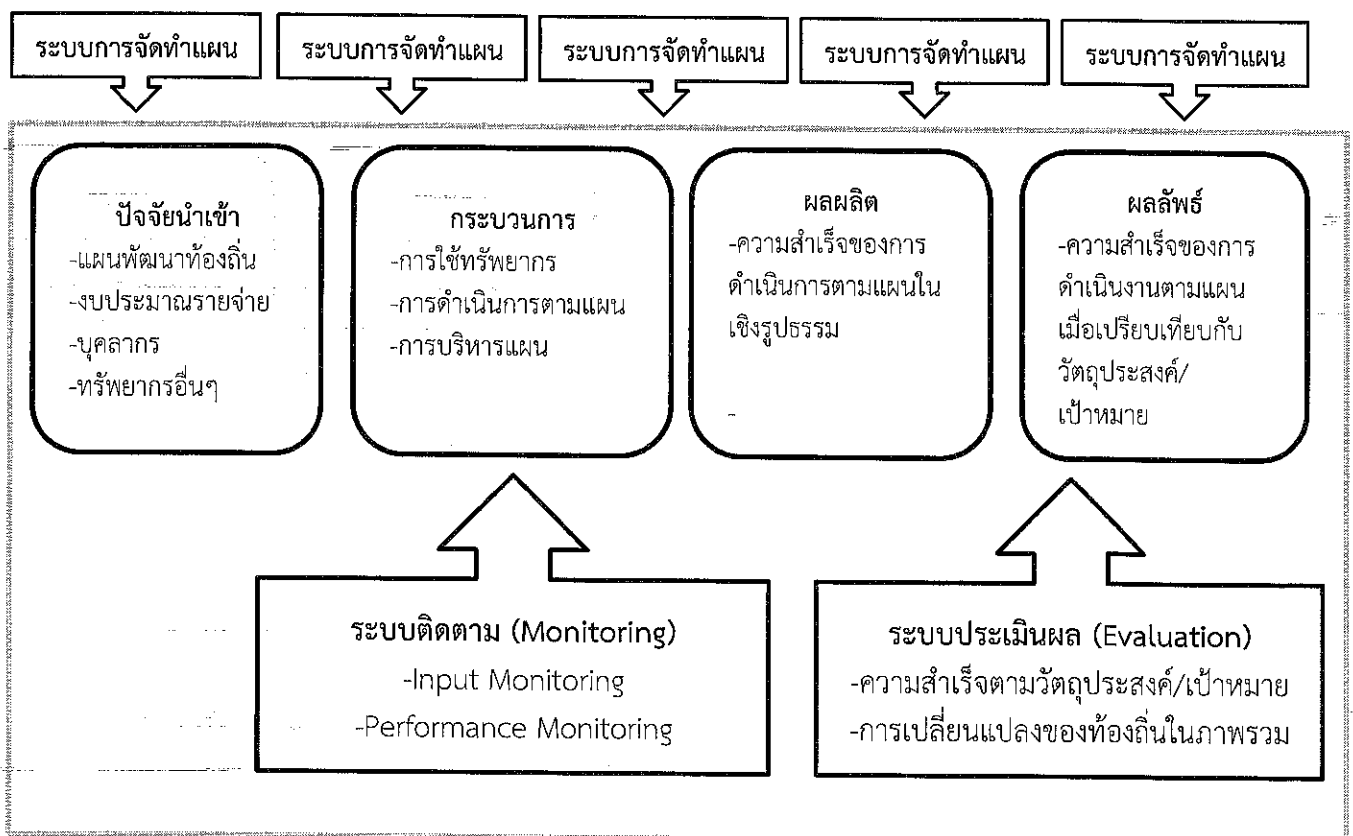 ระบบการจัดทำแผน
ระบบการจัดทำแผน
ระบบการจัดทำแผน
ระบบการจัดทำแผน
ระบบการจัดทำแผน
ปัจจัยนำเข้า
-แผนพัฒนาท้องถิ่น
-งบประมาณรายจ่าย
-บุคลากร
-ทรัพยากรอื่นๆ
กระบวนการ
-การใช้ทรัพยากร
-การดำเนินการตามแผน
-การบริหารแผน
ผลผลิต
-ความสำเร็จของการ
ดำเนินการตามแผนใน
เชิงรูปธรรม
-
ผลลัพธ์
-ความสำเร็จของการ
ดำเนินงานตามแผน
เมื่อเปรียบเทียบกับ
วัตถุประสงค์/
เป้าหมาย
ระบบติดตาม (Monitoring)
-Input Monitoring
-Performance Monitoring
ระบบประเมินผล (Evaluation)
-ความสำเร็จตามวัตถุประสงค์/เป้าหมาย
-การเปลี่ยนแปลงของท้องถิ่นในภาพรวม